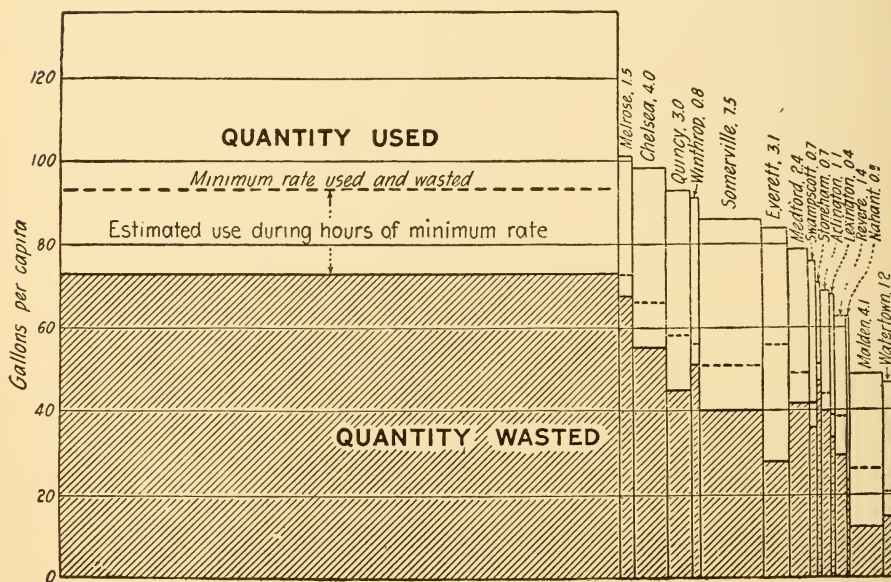 120
100
80
60
40
20
0
Gallons per capita
QUANTITY USED
Minimum rate used and wasted
Estimated use during hours of minimum rate
QUANTITY WASTED
Melrose, 1.5
Chelsea, 4.0
Quincy, 3.0
Winthrop, 0.8
Somerville, 7.5
Everett, 3.1
Medford, 2.4
Swampscott, 0.7
Stoneham, 0.7
Arlington, 1.1
Lexington, 0.4
Revere, 1.4
Nahant,
Malden, 4.1
Watertown, 1.2